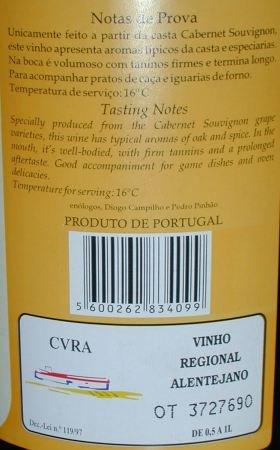 Notas de Prova
Unicamente feito a partir da casta Cabernet Souvignon,
este vinho apresenta aromas típicos da casta e especiarias.
Na boca é volumoso com taninos firmes e termina longo.
Para acompanhar pratos de caça e iguarias de forno.
Temperatura de serviço: 16°C
Tasting Notes
Specially produced from the Cabernet Souvignon grape
varieties, this wine has typical aromas of oak and spice. In the
mouth, it's well-bodied, with firm tannins and a prolonged
aftertaste. Good accompaniment for game dishes and oven
delicacies.
Temperature for serving: 16°C
enólogos, Diogo Campilho e Pedro Pinhão
PRODUTO DE PORTUGAL
5 600262 834099
CVRA
VINHO
REGIONAL
ALENTEJANO
OT 3727690
Dec.-Lei n.º 119/97
DE 0,5 A 1L